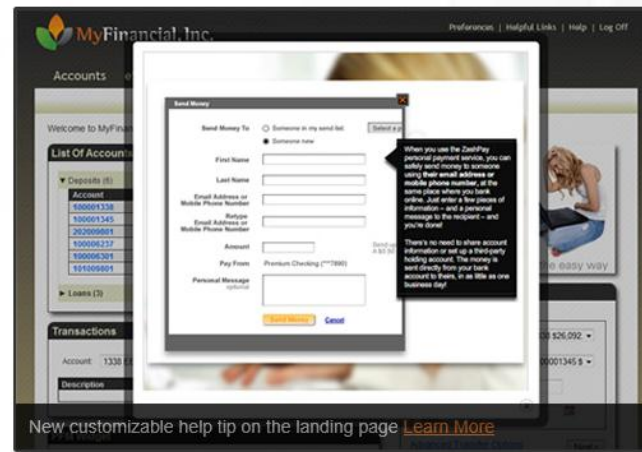 MyFinancial, Inc.
Preferences | Helpful Links | Help | Log Off
Accounts
Welcome to MyFinan
List Of Accounts
Deposits (6)
Account
100001338
100001345
202009801
100006237
100006301
101009801
Loans (3)
Transactions
Account: 1338
Description
Send Money
Send Money To
Someone in my send list
Select a p
Someone new
First Name
Last Name
Email Address or
Mobile Phone Number
Retype
Email Address or
Mobile Phone Number
Amount
Send up
Pay From
Premium Checking (***7890)
Personal Message
optional
Send Money
Cancel
When you use the ZashPay
personal payment service, you can
safely send money to someone
using their email address or
mobile phone number, at the
same place where you bank
online. Just enter a few pieces of
information – and a personal
message to the recipient – and
you're done!
There's no need to share account
information or set up a third-party
holding account. The money is
sent directly from your bank
account to theirs, in as little as one
business day!
he easy way
$26,092
00001345 $
New customizable help tip on the landing page Learn More
Advanced Transfer Options
Next